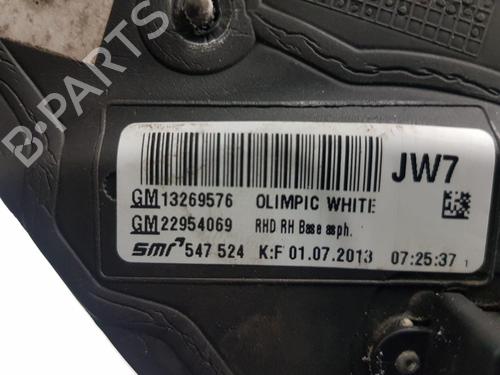 B-PARTS
JW7
GM 13269576 OLIMPIC WHITE
GM 22954069 RHD RH Base asph.
smr 547 524 K:F 01.07.2013 07:25:37 1